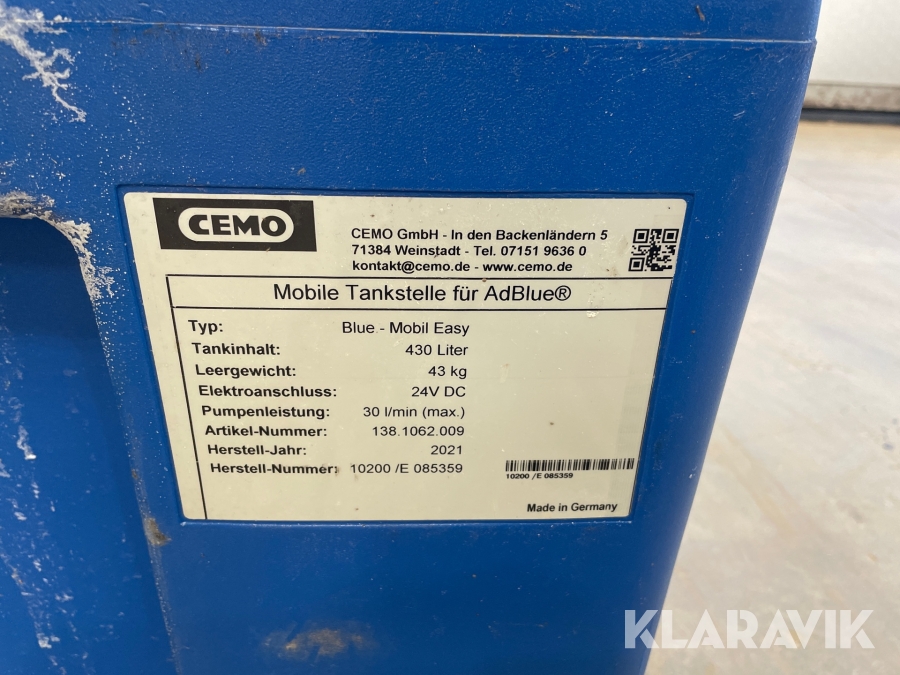 CEMO
CEMO GmbH - In den Backenländern 5
71384 Weinstadt - Tel. 07151 9636 0
kontakt@cemo.de - www.cemo.de
Mobile Tankstelle für AdBlue®
Typ: Blue - Mobil Easy
Tankinhalt: 430 Liter
Leergewicht: 43 kg
Elektroanschluss: 24V DC
Pumpenleistung: 30 l/min (max.)
Artikel-Nummer: 138.1062.009
Herstell-Jahr: 2021
Herstell-Nummer: 10200 /E 085359
10200 /E 085359
Made in Germany
KLARAVIK